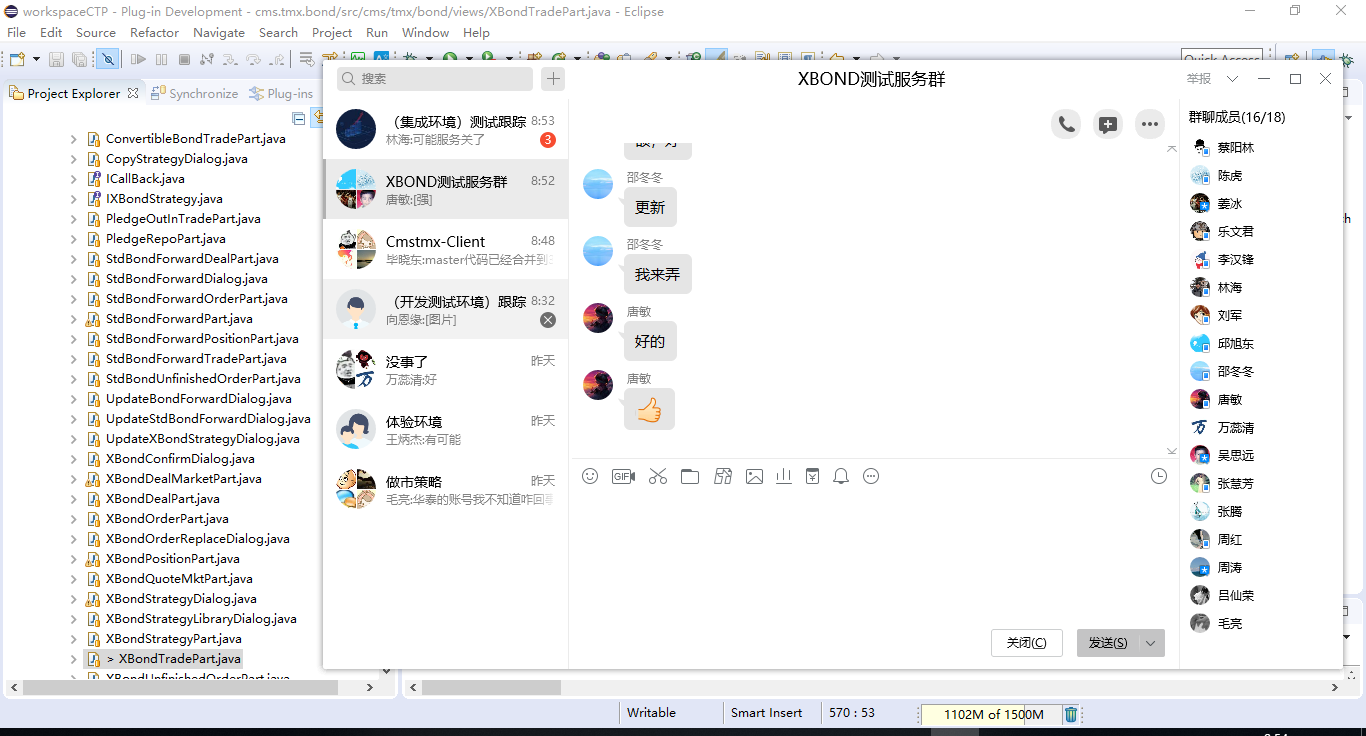 workspaceCTP - Plug-in Development - cms.tmx.bond/src/cms/tmx/bond/views/XBondTradePart.java - Eclipse
File Edit Source Refactor Navigate Search Project Run Window Help
Quick Access
Project Explorer
Synchronize
Plug-ins
ConvertibleBondTradePart.java
CopyStrategyDialog.java
ICallBack.java
IXBondStrategy.java
PledgeOutInTradePart.java
PledgeRepoPart.java
StdBondForwardDealPart.java
StdBondForwardDialog.java
StdBondForwardOrderPart.java
StdBondForwardPart.java
StdBondForwardPositionPart.java
StdBondForwardTradePart.java
StdBondUnfinishedOrderPart.java
UpdateBondForwardDialog.java
UpdateStdBondForwardDialog.java
UpdateXBondStrategyDialog.java
XBondConfirmDialog.java
XBondDealMarketPart.java
XBondDealPart.java
XBondOrderPart.java
XBondOrderReplaceDialog.java
XBondPositionPart.java
XBondQuoteMktPart.java
XBondStrategyDialog.java
XBondStrategyLibraryDialog.java
XBondStrategyPart.java
> XBondTradePart.java
XBondUnfinishedOrderPart.java
搜索
（集成环境）测试跟踪 8:53
林海:可能服务关了 3
XBOND测试服务群 8:52
唐敏:[强]
Cmstmx-Client 8:48
毕晓东:master代码已经合并到
（开发测试环境）跟踪 8:32
向恩缘:[图片]
没事了 昨天
万蕊清:好
体验环境 昨天
王炳杰:有可能
做市策略 昨天
毛亮:华泰的账号我不知道咋回
XBOND测试服务群
举报
邵冬冬
更新
邵冬冬
我来弄
唐敏
好的
唐敏
GIF
关闭(C)
发送(S)
群聊成员(16/18)
蔡阳林
陈虎
姜冰
乐文君
李汉锋
林海
刘军
邱旭东
邵冬冬
唐敏
万蕊清
吴思远
张慧芳
张腾
周红
周涛
吕仙荣
毛亮
Writable
Smart Insert
570 : 53
1102M of 1500M